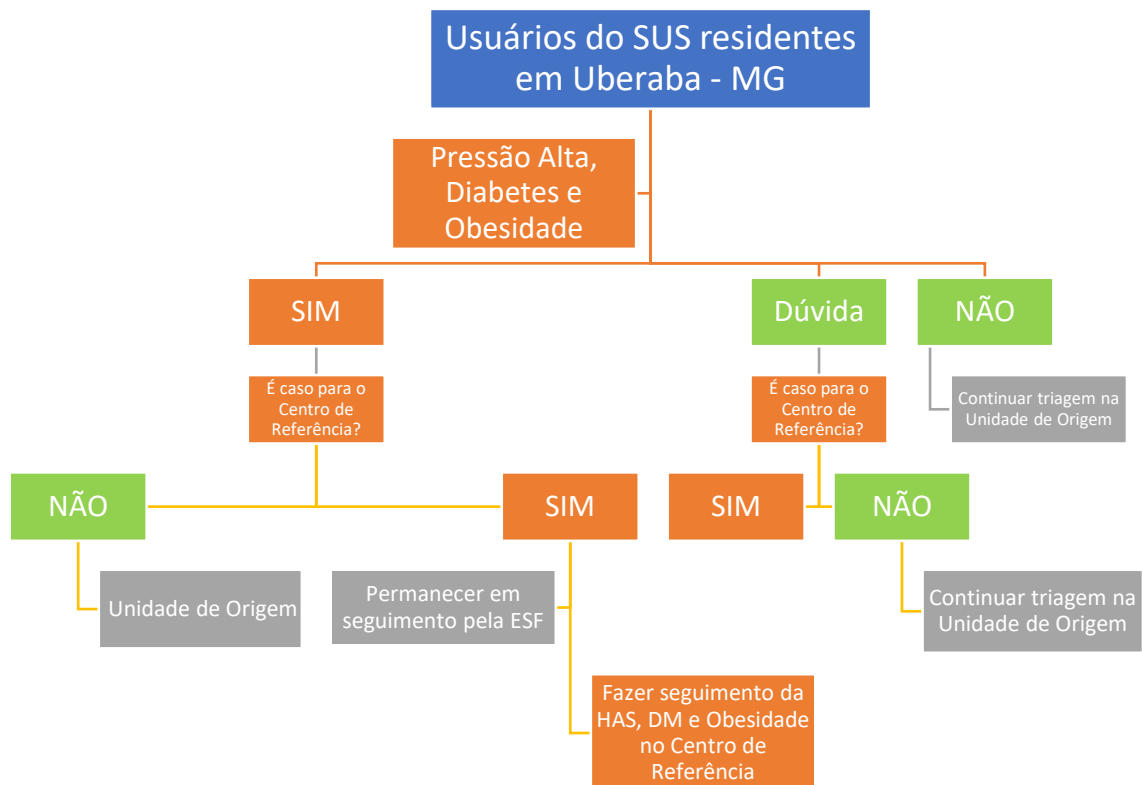 Usuários do SUS residentes
em Uberaba - MG
Pressão Alta,
Diabetes e
Obesidade
SIM
Dúvida
NÃO
É caso para o
Centro de
Referência?
É caso para o
Centro de
Referência?
Continuar triagem na
Unidade de Origem
NÃO
SIM
SIM
NÃO
Unidade de Origem
Permanecer em
seguimento pela ESF
Continuar triagem na
Unidade de Origem
Fazer seguimento da
HAS, DM e Obesidade
no Centro de
Referência